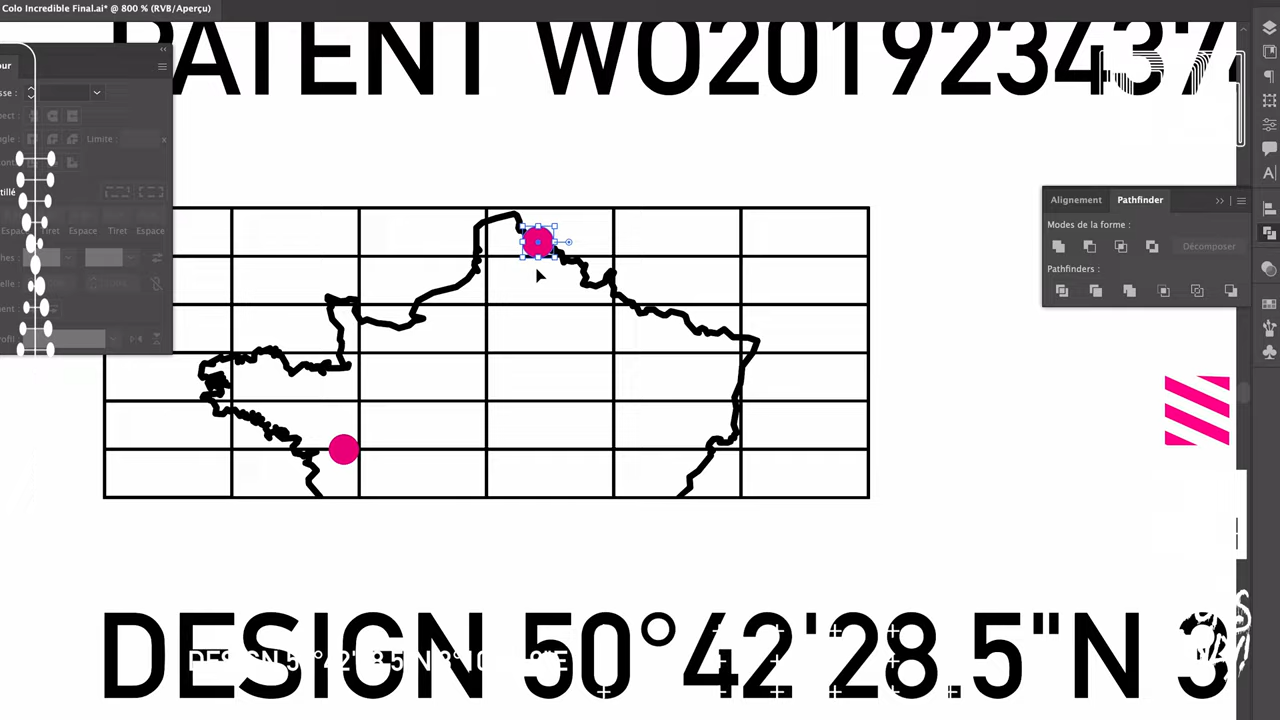 Colo Incredible Final.ai* @ 800 % (RVB/Aperçu)
PATENT WO2019234374
Limite :
x
Tiret Espace Tiret Espace
Alignement Pathfinder
Modes de la forme :
Décomposer
Pathfinders :
DESIGN 50°42'28.5"N 3